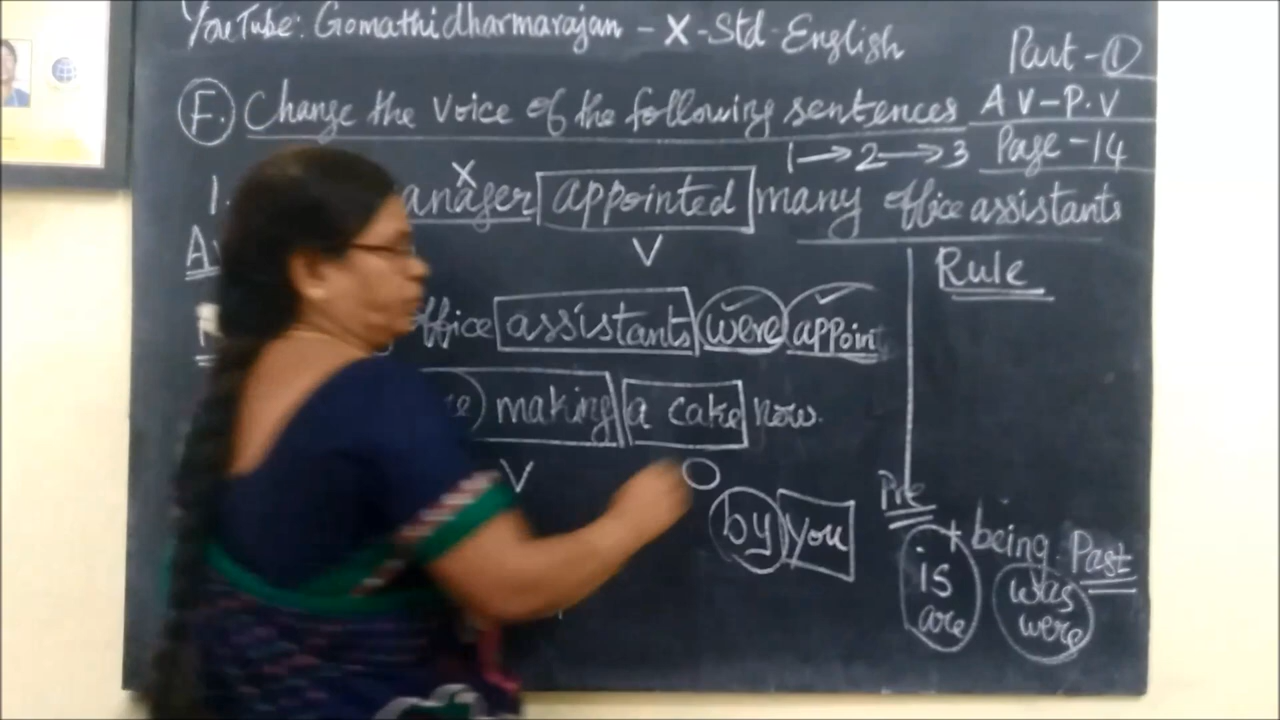 YouTube: Gomathidharmarajan - X-Std-English
Part-①
F. Change the voice of the following sentences AV-P.V
1→2→3 Page-14
X
1. anager appointed many office assistants
V
A
Rule
ffice assistants were appoint
making a cake now.
V O
by you
Pre
+ being Past
is was
are were